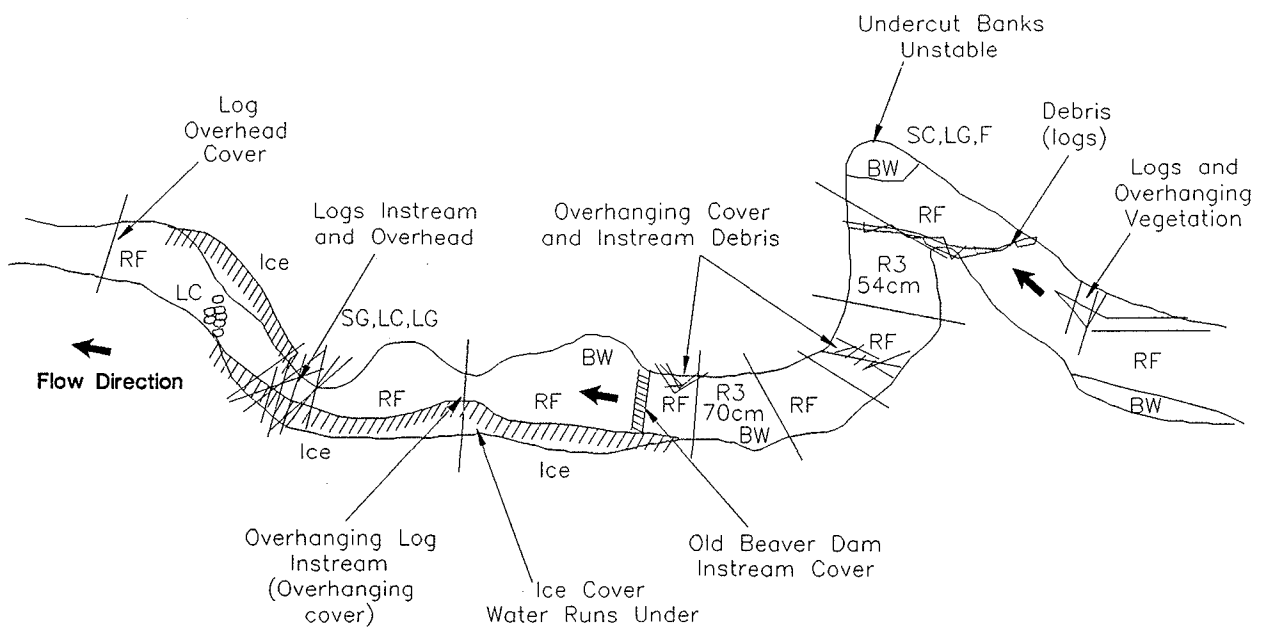 Undercut Banks
Unstable
Log
Overhead
Cover
Debris
(logs)
SC,LG,F
BW
Logs and
Overhanging
Vegetation
Logs Instream
and Overhead
Overhanging Cover
and Instream Debris
RF
RF
Ice
R3
54cm
LC
SG,LC,LG
RF
BW
RF
Flow Direction
R3
70cm
RF
RF
RF
RF
BW
BW
Ice
Ice
Overhanging Log
Instream
(Overhanging
cover)
Old Beaver Dam
Instream Cover
Ice Cover
Water Runs Under